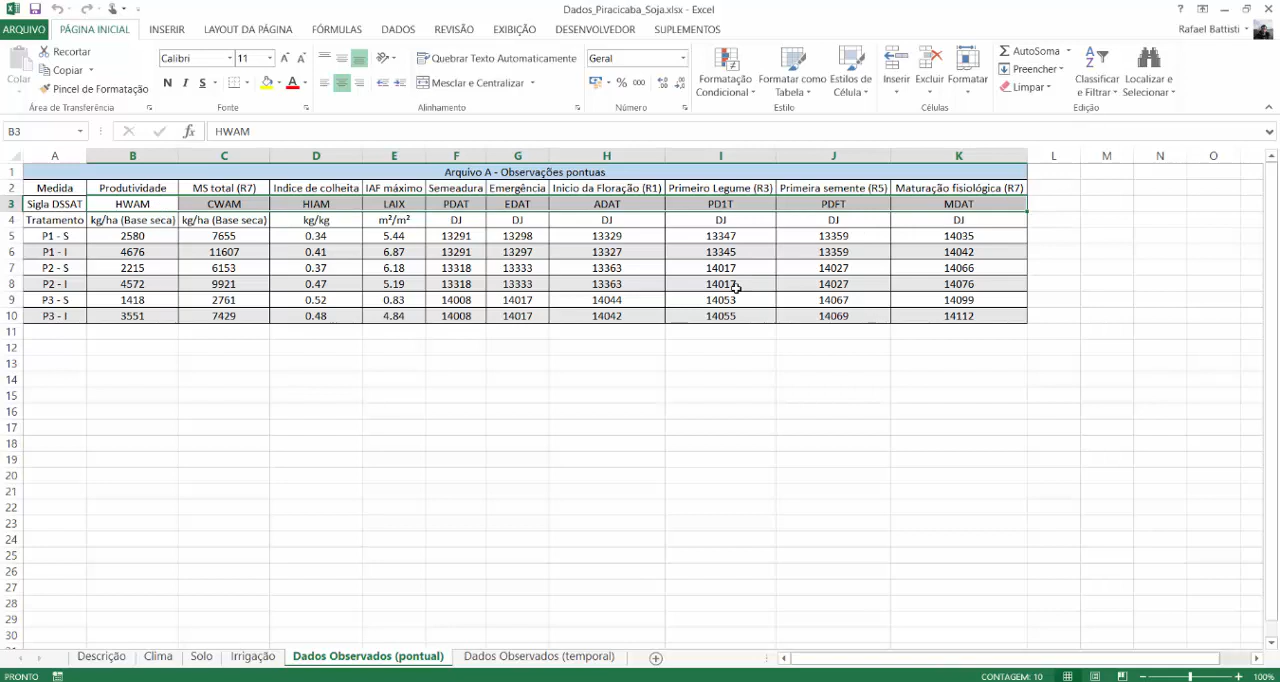 Dados_Piracicaba_Soja.xlsx - Excel
ARQUIVO PÁGINA INICIAL INSERIR LAYOUT DA PÁGINA FÓRMULAS DADOS REVISÃO EXIBIÇÃO DESENVOLVEDOR SUPLEMENTOS Rafael Battisti
Colar
Recortar
Copiar
Pincel de Formatação
Área de Transferência
Calibri 11
N I S
Fonte
Quebrar Texto Automaticamente
Mesclar e Centralizar
Alinhamento
Geral
% 000
Número
Formatação Condicional
Formatar como Tabela
Estilos de Célula
Estilo
Inserir Excluir Formatar
Células
AutoSoma
Preencher
Limpar
Classificar e Filtrar
Localizar e Selecionar
Edição
B3 HWAM
A B C D E F G H I J K L M N O
1 Arquivo A - Observações pontuas
2 Medida Produtividade MS total (R7) Indice de colheita IAF máximo Semeadura Emergência Inicio da Floração (R1) Primeiro Legume (R3) Primeira semente (R5) Maturação fisiológica (R7)
3 Sigla DSSAT HWAM CWAM HIAM LAIX PDAT EDAT ADAT PD1T PDFT MDAT
4 Tratamento kg/ha (Base seca) kg/ha (Base seca) kg/kg m²/m² DJ DJ DJ DJ DJ DJ
5 P1 - S 2580 7655 0.34 5.44 13291 13298 13329 13347 13359 14035
6 P1 - I 4676 11607 0.41 6.87 13291 13297 13327 13345 13359 14042
7 P2 - S 2215 6153 0.37 6.18 13318 13333 13363 14017 14027 14066
8 P2 - I 4572 9921 0.47 5.19 13318 13333 13363 14017 14027 14076
9 P3 - S 1418 2761 0.52 0.83 14008 14017 14044 14053 14067 14099
10 P3 - I 3551 7429 0.48 4.84 14008 14017 14042 14055 14069 14112
11
12
13
14
15
16
17
18
19
20
21
22
23
24
25
26
27
28
29
30
Descrição Clima Solo Irrigação Dados Observados (pontual) Dados Observados (temporal)
PRONTO CONTAGEM: 10 100%